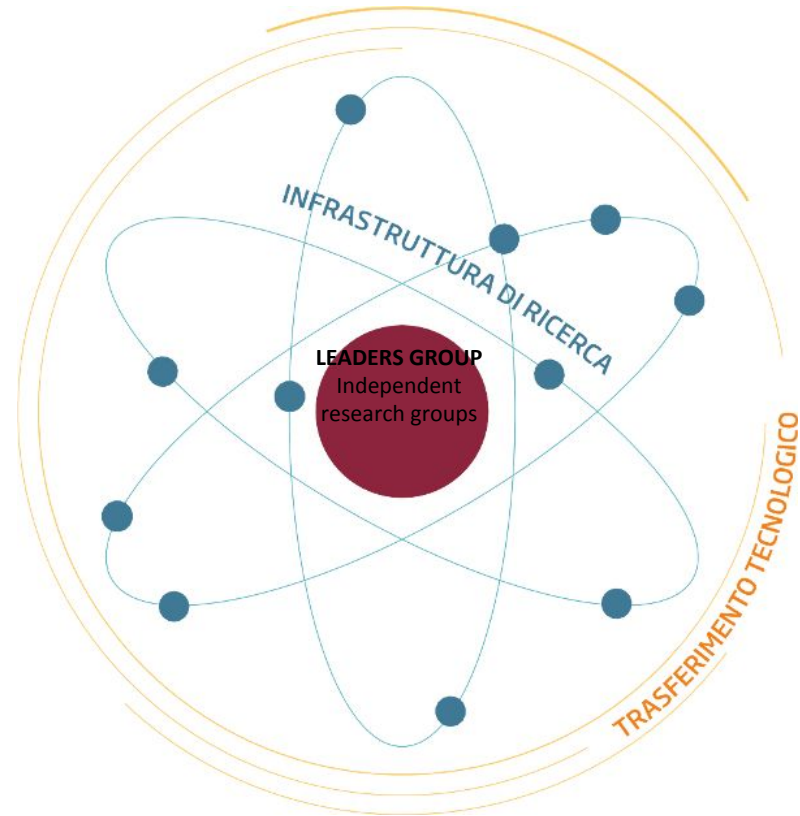 INFRASTRUTTURA DI RICERCA
LEADERS GROUP
Independent
research groups
TRASFERIMENTO TECNOLOGICO